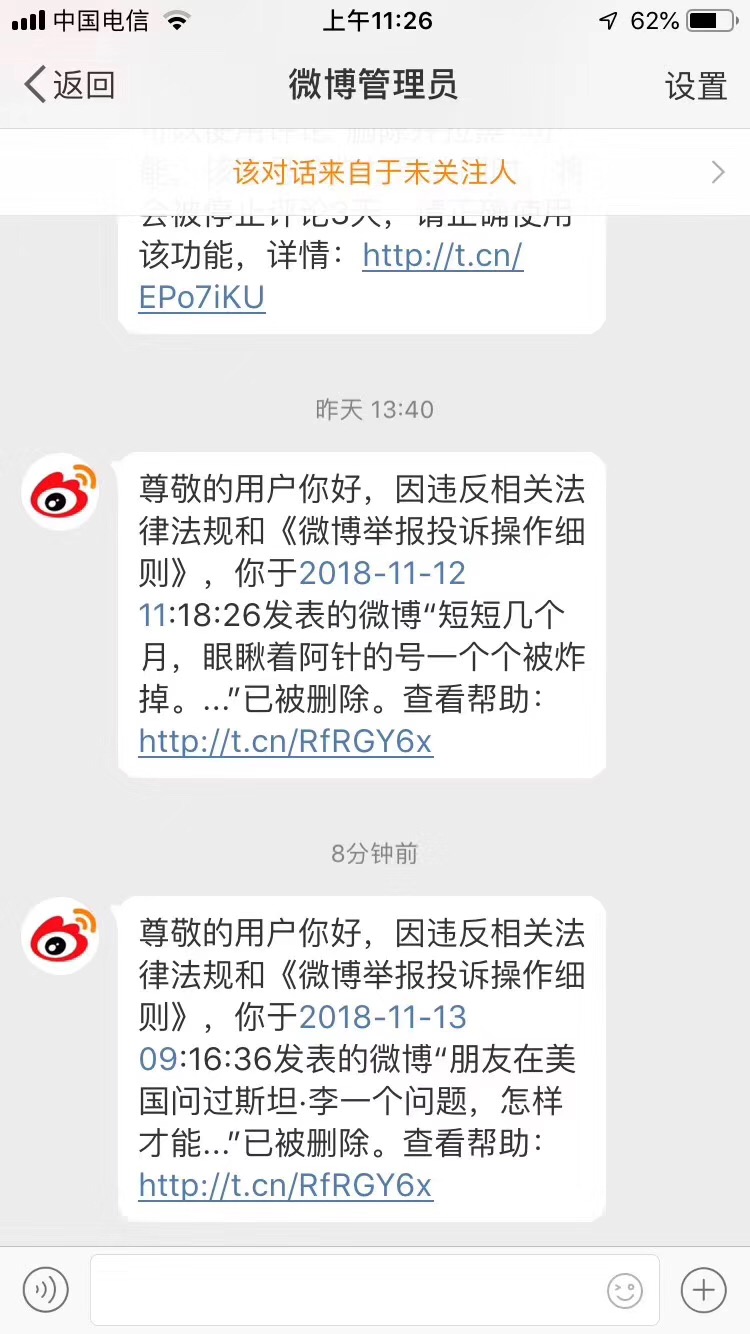 中国电信
上午11:26
62%
返回
微博管理员
设置
该对话来自于未关注人
会被停止评论3天，请正确使用
该功能，详情：http://t.cn/
EPo7iKU
昨天 13:40
尊敬的用户你好，因违反相关法
律法规和《微博举报投诉操作细
则》，你于2018-11-12
11:18:26发表的微博“短短几个
月，眼瞅着阿针的号一个个被炸
掉。...”已被删除。查看帮助：
http://t.cn/RfRGY6x
8分钟前
尊敬的用户你好，因违反相关法
律法规和《微博举报投诉操作细
则》，你于2018-11-13
09:16:36发表的微博“朋友在美
国问过斯坦·李一个问题，怎样
才能...”已被删除。查看帮助：
http://t.cn/RfRGY6x